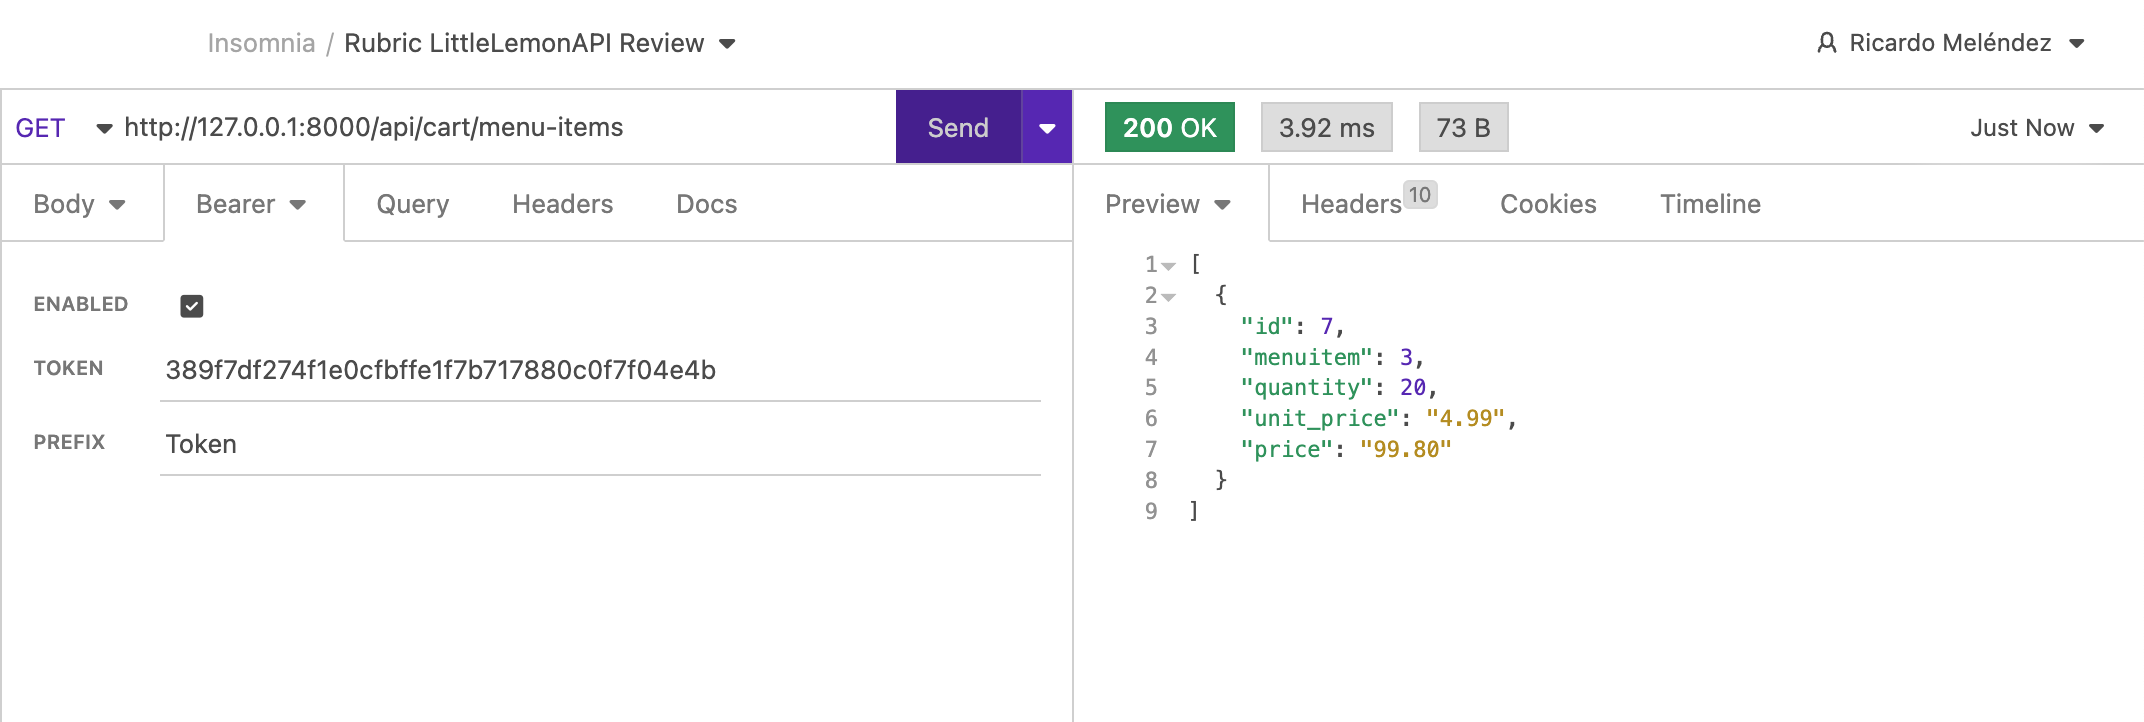 Insomnia / Rubric LittleLemonAPI Review
Ricardo Meléndez
GET http://127.0.0.1:8000/api/cart/menu-items Send
200 OK 3.92 ms 73 B Just Now
Body Bearer Query Headers Docs
Preview Headers 10 Cookies Timeline
ENABLED
TOKEN 389f7df274f1e0cfbffe1f7b717880c0f7f04e4b
PREFIX Token
1 [
2 {
3 "id": 7,
4 "menuitem": 3,
5 "quantity": 20,
6 "unit_price": "4.99",
7 "price": "99.80"
8 }
9 ]